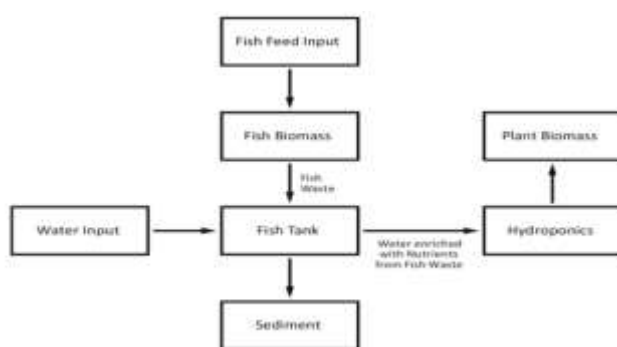 Fish Feed Input
Fish Biomass
Plant Biomass
Fish
Waste
Water Input
Fish Tank
Hydroponics
Water enriched
with Nutrients
from Fish Waste
Sediment